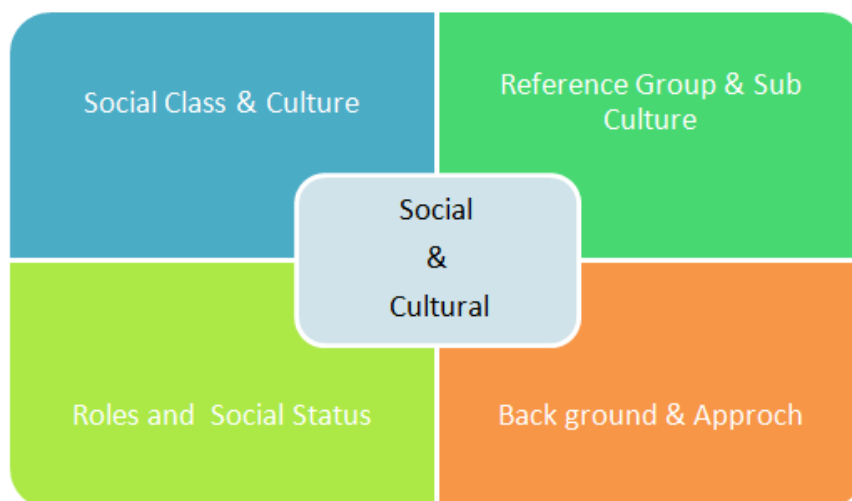 Social Class & Culture
Reference Group & Sub
Culture
Social
&
Cultural
Roles and  Social Status
Back ground & Approch